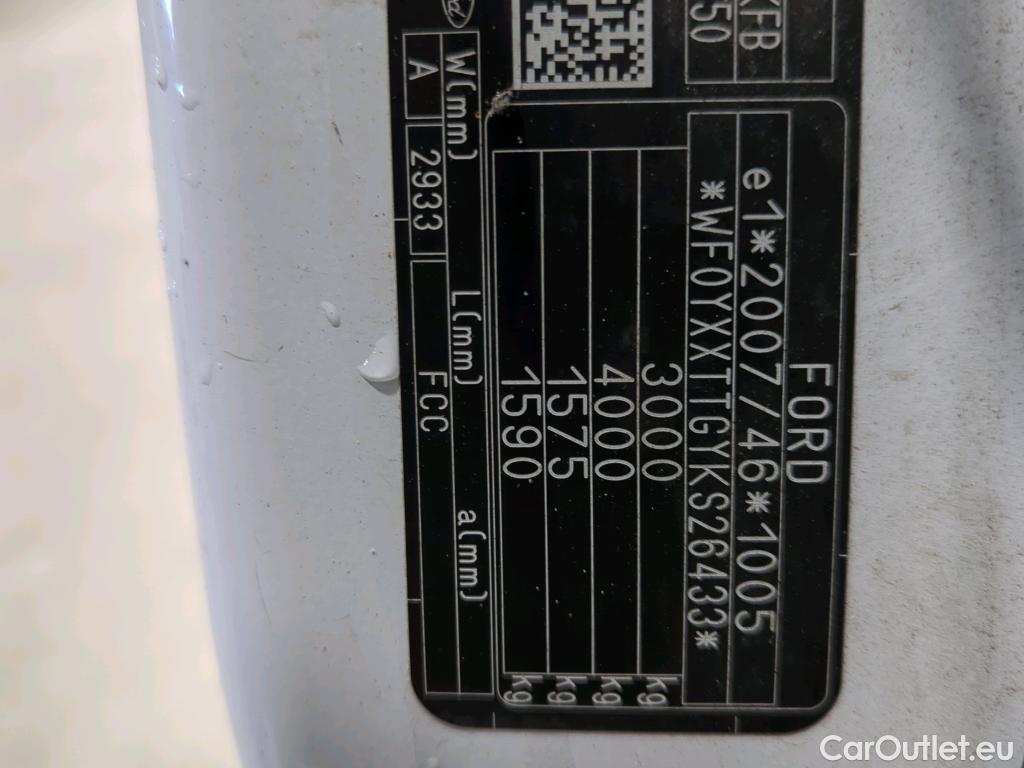 FORD
e1*2007/46*1005
*WF0YXXTTGYKS26433*
3000 kg
4000 kg
1575 kg
1590 kg
KFB
50
W(mm) L(mm) a(mm)
A 2933 FCC
CarOutlet.eu